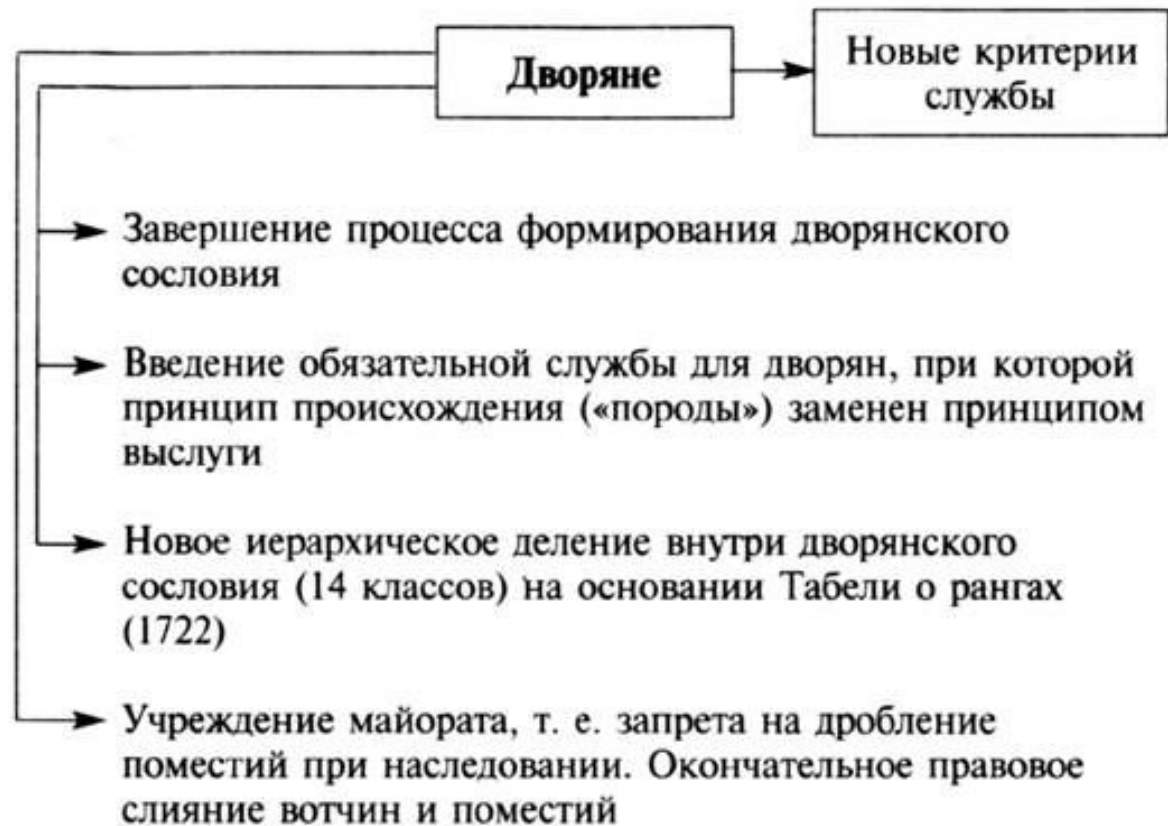 Дворяне
Новые критерии
службы
Завершение процесса формирования дворянского
сословия
Введение обязательной службы для дворян, при которой
принцип происхождения («породы») заменен принципом
выслуги
Новое иерархическое деление внутри дворянского
сословия (14 классов) на основании Табели о рангах
(1722)
Учреждение майората, т. е. запрета на дробление
поместий при наследовании. Окончательное правовое
слияние вотчин и поместий